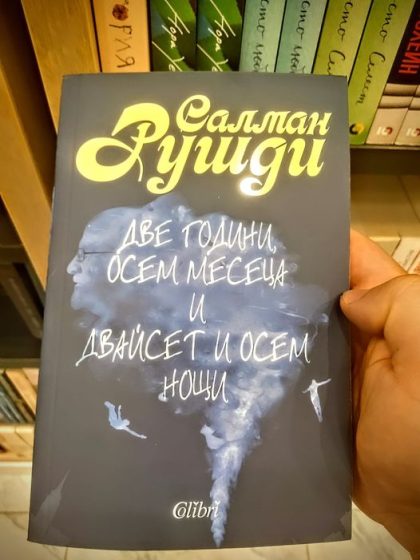 Салман
Рушди
ДВЕ ГОДИНИ,
ОСЕМ МЕСЕЦА
И
ДВАЙСЕТ И ОСЕМ
НОЩИ
Colibri